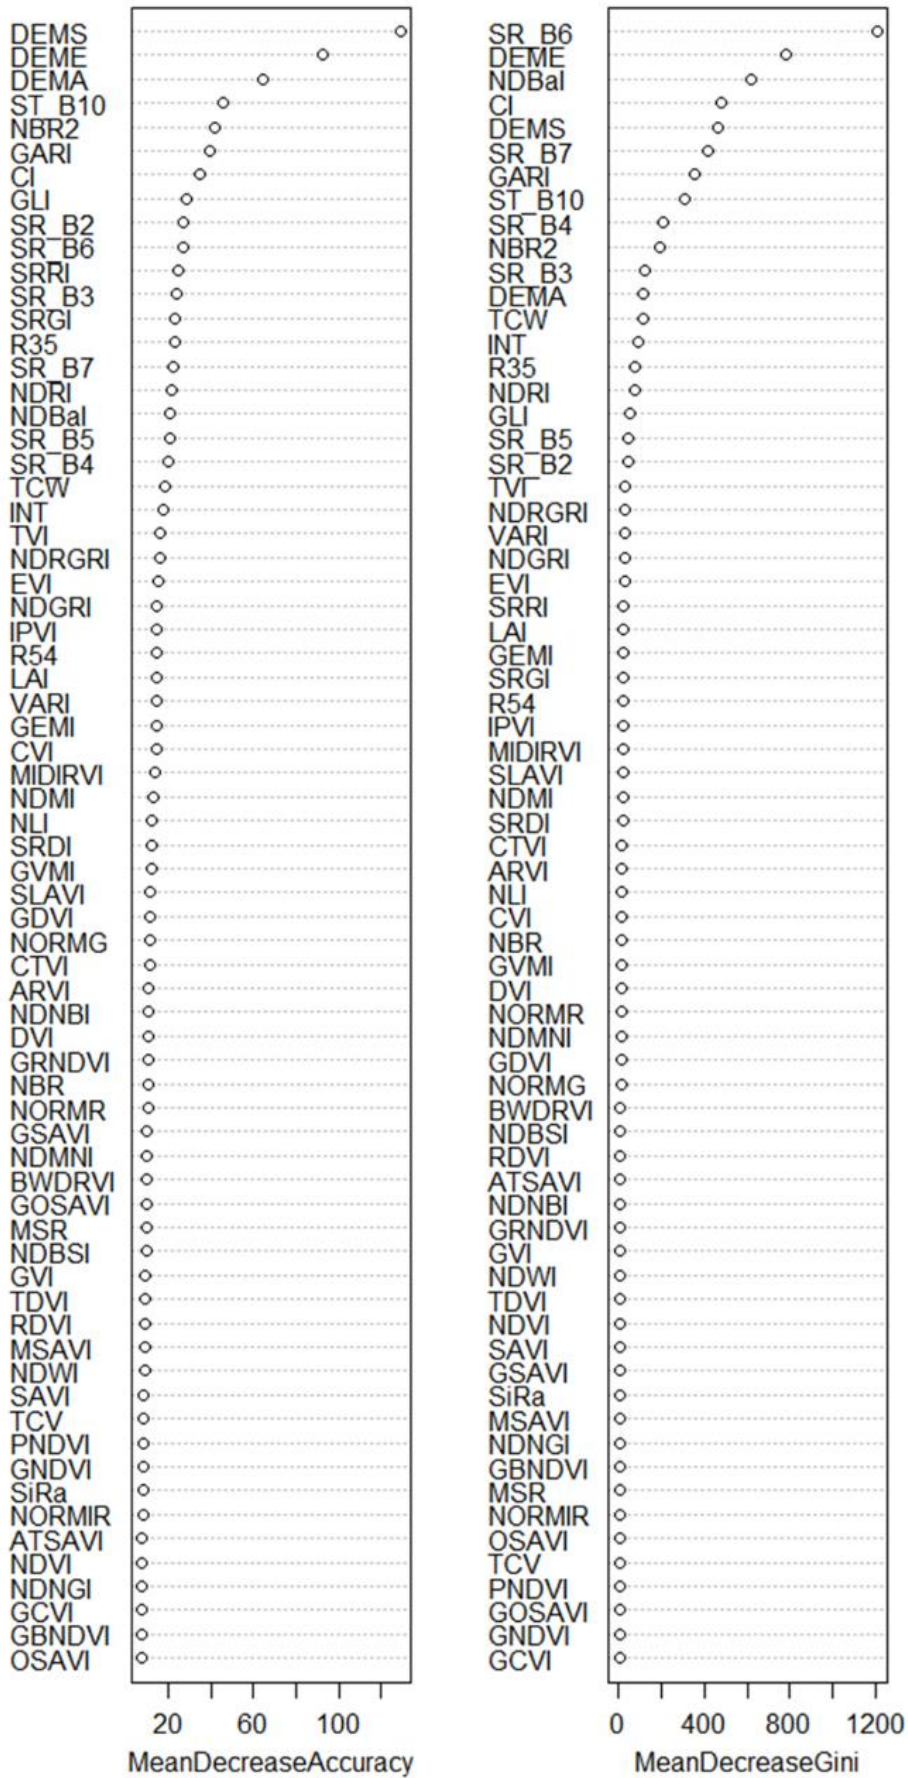 DEMS
DEME
DEMA
ST_B10
NBR2
GARI
CI
GLI
SR_B2
SR_B6
SRRI
SR_B3
SRGI
R35
SR_B7
NDRI
NDBaI
SR_B5
SR_B4
TCW
INT
TVI
NDRGRI
EVI
NDGRI
IPVI
R54
LAI
VARI
GEMI
CVI
MIDIRVI
NDMI
NLI
SRDI
GVMI
SLAVI
GDVI
NORMG
CTVI
ARVI
NDNBI
DVI
GRNDVI
NBR
NORMR
GSAVI
NDMNI
BWDRVI
GOSAVI
MSR
NDBSI
GVI
TDVI
RDVI
MSAVI
NDWI
SAVI
TCV
PNDVI
GNDVI
SiRa
NORMIR
ATSAVI
NDVI
NDNGI
GCVI
GBNDVI
OSAVI
20 60 100
MeanDecreaseAccuracy
SR_B6
DEME
NDBaI
CI
DEMS
SR_B7
GARI
ST_B10
SR_B4
NBR2
SR_B3
DEMA
TCW
INT
R35
NDRI
GLI
SR_B5
SR_B2
TVI
NDRGRI
VARI
NDGRI
EVI
SRRI
LAI
GEMI
SRGI
R54
IPVI
MIDIRVI
SLAVI
NDMI
SRDI
CTVI
ARVI
NLI
CVI
NBR
GVMI
DVI
NORMR
NDMNI
GDVI
NORMG
BWDRVI
NDBSI
RDVI
ATSAVI
NDNBI
GRNDVI
GVI
NDWI
TDVI
NDVI
SAVI
GSAVI
SiRa
MSAVI
NDNGI
GBNDVI
MSR
NORMIR
OSAVI
TCV
PNDVI
GOSAVI
GNDVI
GCVI
0 400 800 1200
MeanDecreaseGini